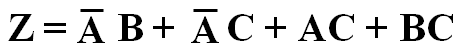 Z = A̅ B + A̅ C + AC + BC